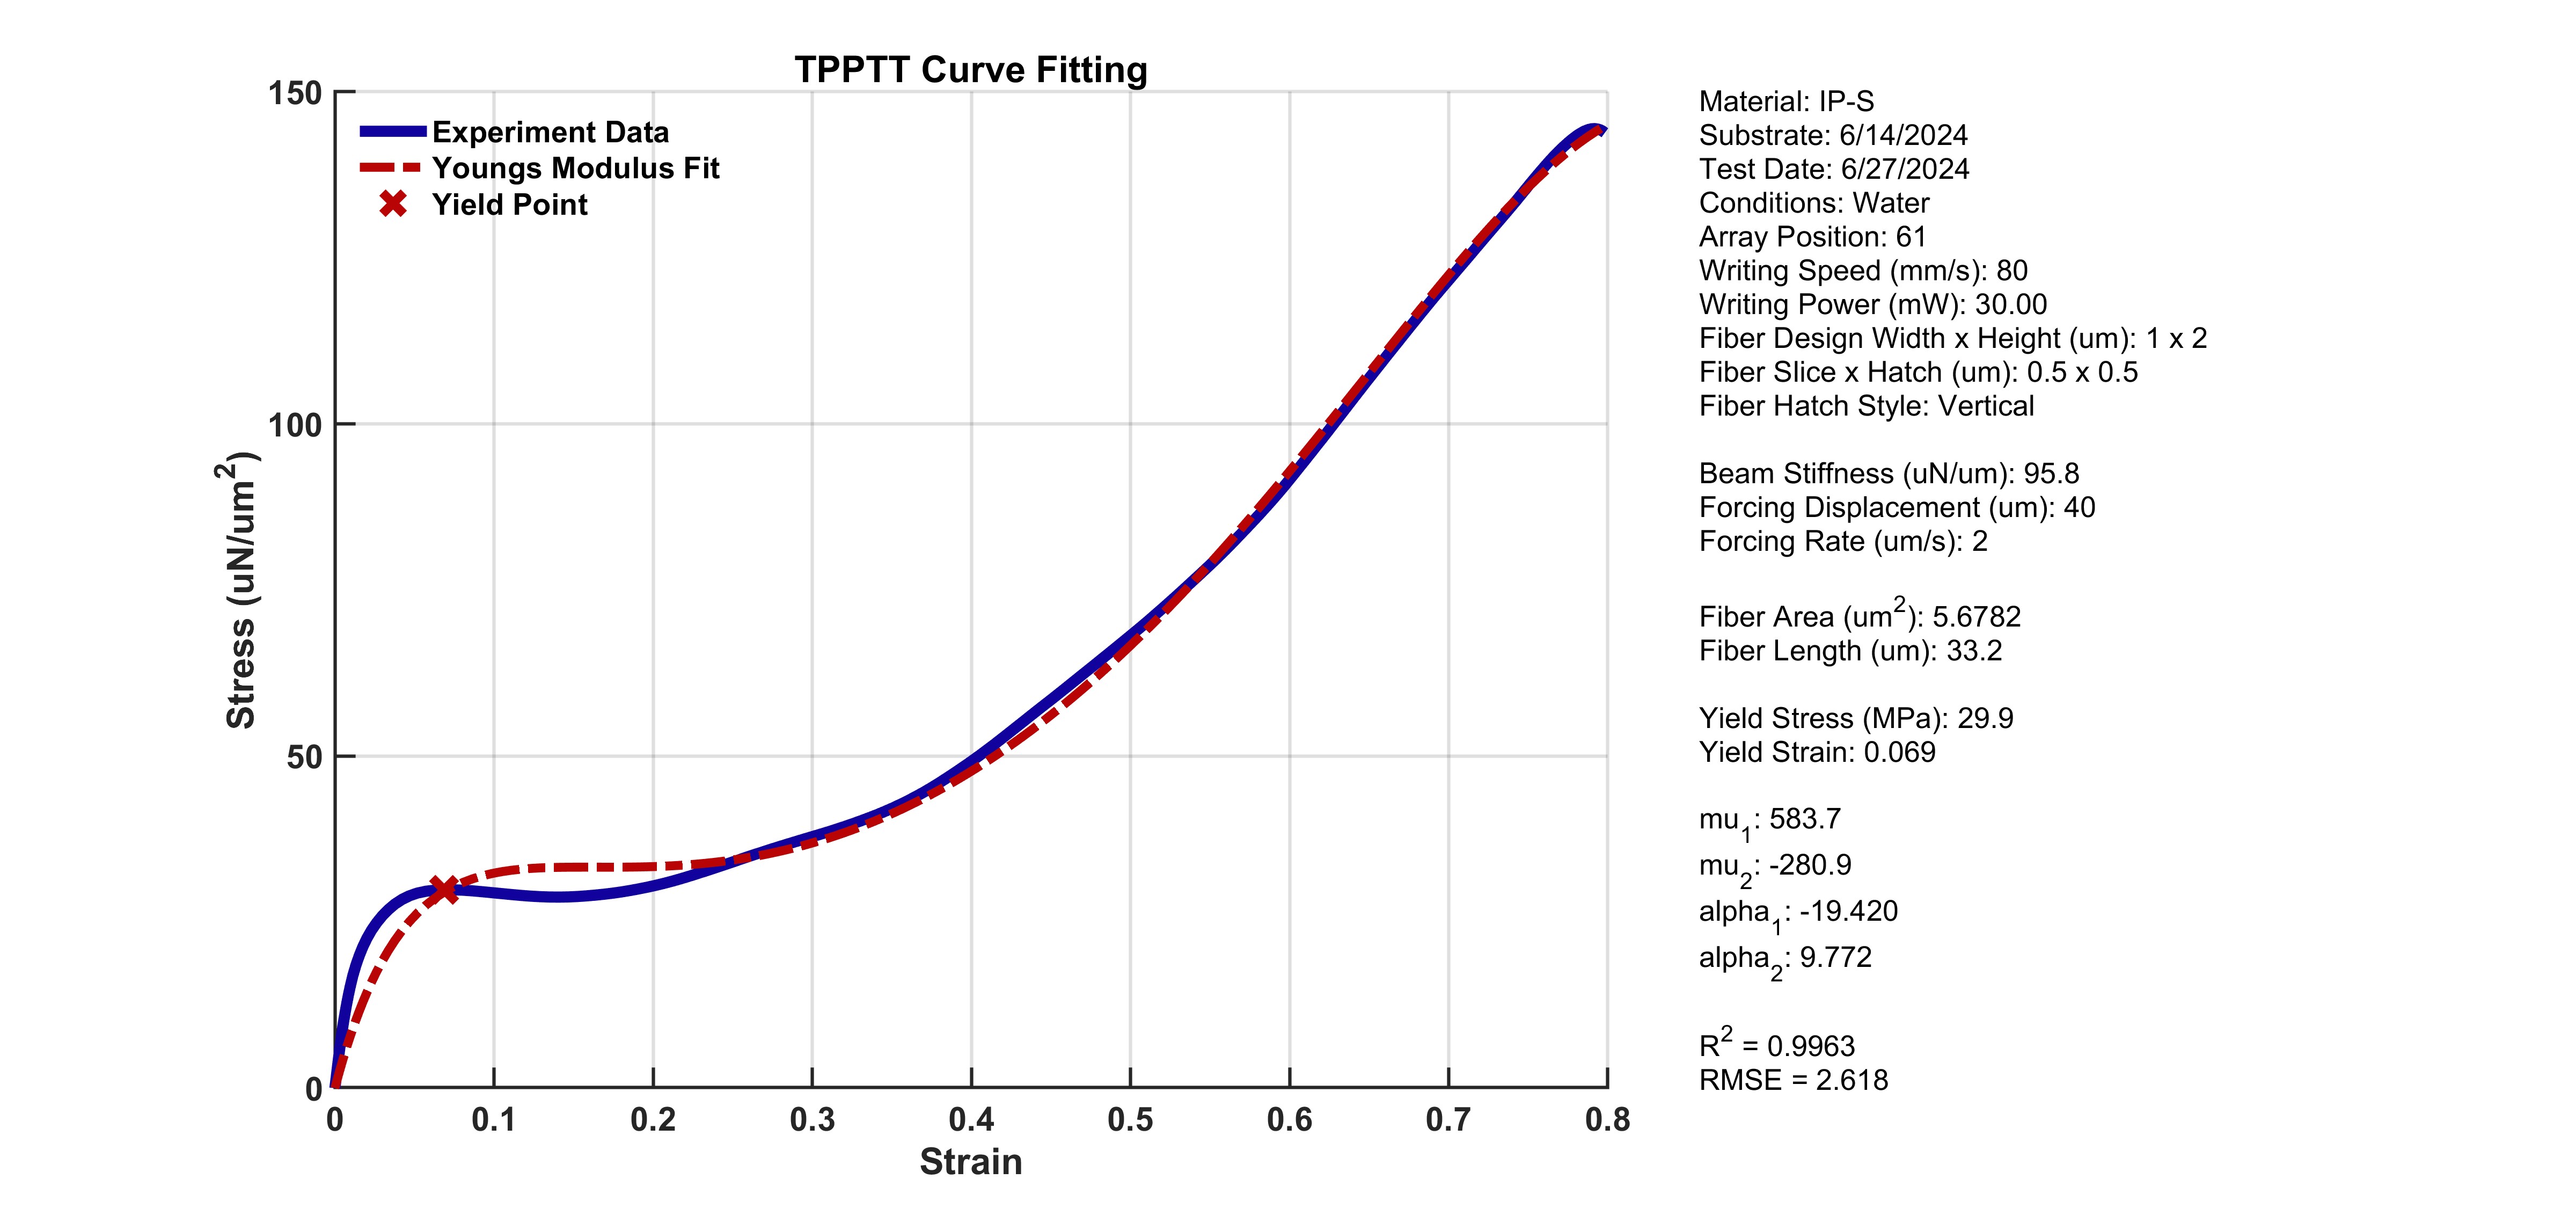 TPPTT Curve Fitting
150
100
50
0
Stress (uN/um²)
Experiment Data
Youngs Modulus Fit
Yield Point
0 0.1 0.2 0.3 0.4 0.5 0.6 0.7 0.8
Strain
Material: IP-S
Substrate: 6/14/2024
Test Date: 6/27/2024
Conditions: Water
Array Position: 61
Writing Speed (mm/s): 80
Writing Power (mW): 30.00
Fiber Design Width x Height (um): 1 x 2
Fiber Slice x Hatch (um): 0.5 x 0.5
Fiber Hatch Style: Vertical
Beam Stiffness (uN/um): 95.8
Forcing Displacement (um): 40
Forcing Rate (um/s): 2
Fiber Area (um²): 5.6782
Fiber Length (um): 33.2
Yield Stress (MPa): 29.9
Yield Strain: 0.069
mu₁: 583.7
mu₂: -280.9
alpha₁: -19.420
alpha₂: 9.772
R² = 0.9963
RMSE = 2.618